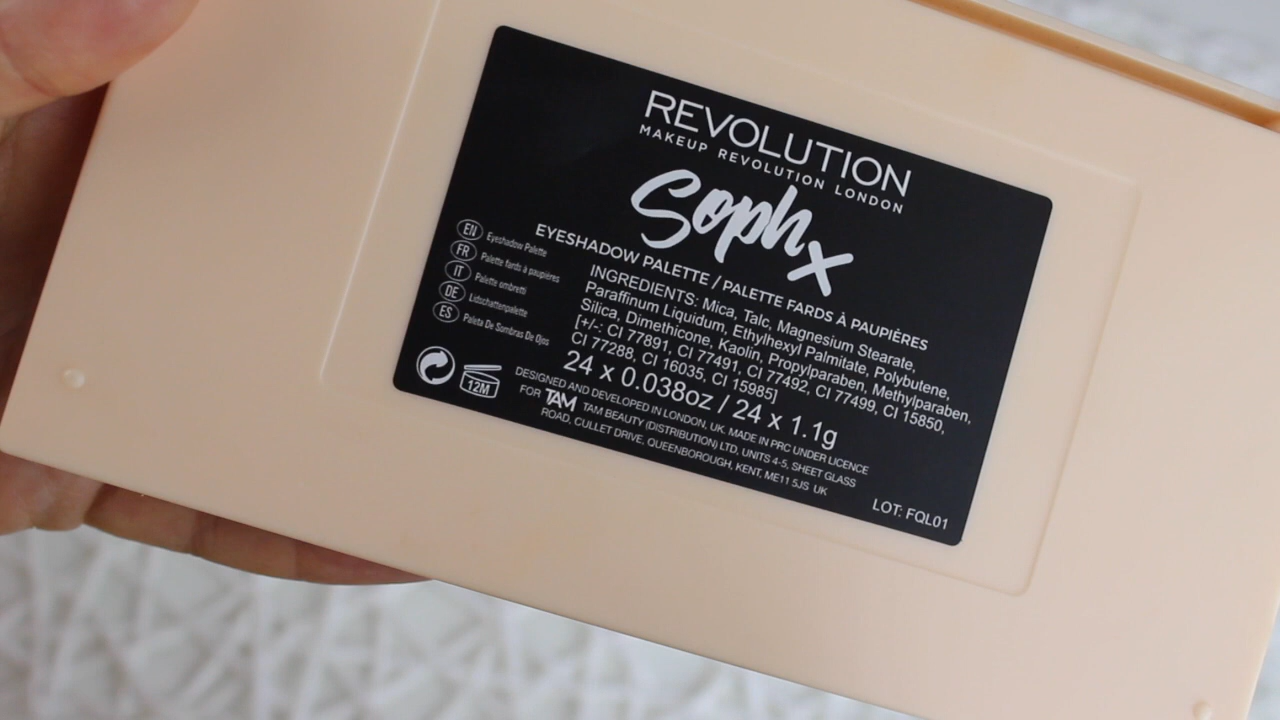 REVOLUTION
MAKEUP REVOLUTION LONDON
Soph x
EYESHADOW PALETTE / PALETTE FARDS À PAUPIÈRES
EN Eyeshadow Palette
FR Palette fards à paupières
IT Palette ombretti
DE Lidschattenpalette
ES Paleta De Sombras De Ojos
INGREDIENTS: Mica, Talc, Magnesium Stearate,
Paraffinum Liquidum, Ethylhexyl Palmitate, Polybutene,
Silica, Dimethicone, Kaolin, Propylparaben, Methylparaben,
[+/-: CI 77891, CI 77491, CI 77492, CI 77499, CI 15850,
CI 77288, CI 16035, CI 15985]
24 x 0.038oz / 24 x 1.1g
12M
DESIGNED AND DEVELOPED IN LONDON, UK. MADE IN PRC UNDER LICENCE
FOR TAM TAM BEAUTY (DISTRIBUTION) LTD, UNITS 4-5, SHEET GLASS
ROAD, CULLET DRIVE, QUEENBOROUGH, KENT, ME11 5JS UK
LOT: FQL01